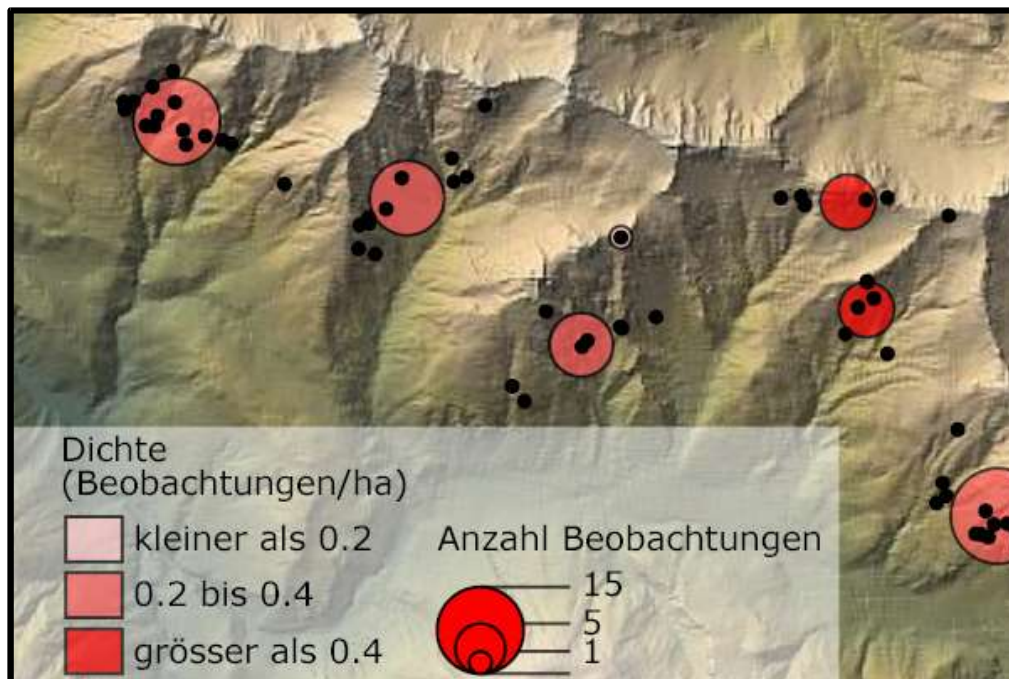 Dichte
(Beobachtungen/ha)
kleiner als 0.2
0.2 bis 0.4
grösser als 0.4
Anzahl Beobachtungen
15
5
1